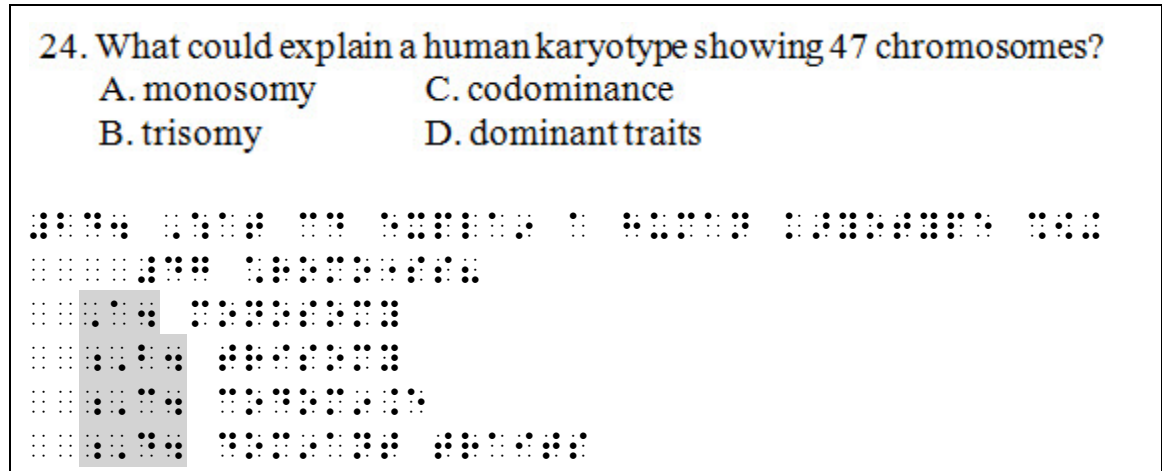 24. What could explain a human karyotype showing 47 chromosomes?
A. monosomy C. codominance
B. trisomy D. dominant traits
⠼⠃⠙⠲ ⠠⠱⠁⠞ ⠉⠙ ⠑⠭⠏⠇⠁⠔ ⠁ ⠓⠥⠍⠁⠝ ⠅⠜⠽⠕⠞⠽⠏⠑ ⠩⠪⠬
⠼⠙⠛ ⠡⠗⠕⠍⠕⠐⠎⠎⠦
⠠⠁⠲ ⠍⠕⠝⠕⠎⠕⠍⠽
⠰⠠⠃⠲ ⠞⠗⠊⠎⠕⠍⠽
⠰⠠⠉⠲ ⠉⠕⠙⠕⠍⠔⠨⠑
⠰⠠⠙⠲ ⠙⠕⠍⠔⠁⠝⠞ ⠞⠗⠁⠊⠞⠎